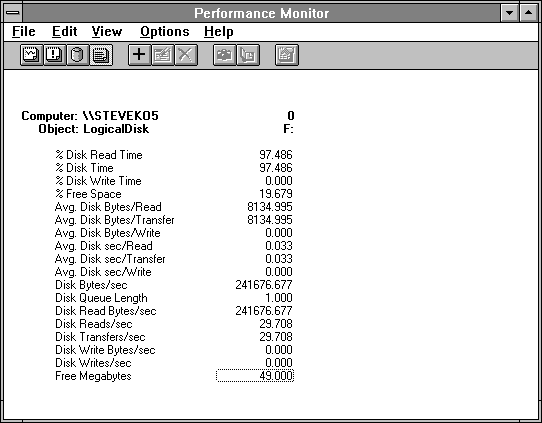 Performance Monitor
File Edit View Options Help
Computer: \\STEVEKO5 0
Object: LogicalDisk F:
% Disk Read Time 97.486
% Disk Time 97.486
% Disk Write Time 0.000
% Free Space 19.679
Avg. Disk Bytes/Read 8134.995
Avg. Disk Bytes/Transfer 8134.995
Avg. Disk Bytes/Write 0.000
Avg. Disk sec/Read 0.033
Avg. Disk sec/Transfer 0.033
Avg. Disk sec/Write 0.000
Disk Bytes/sec 241676.677
Disk Queue Length 1.000
Disk Read Bytes/sec 241676.677
Disk Reads/sec 29.708
Disk Transfers/sec 29.708
Disk Write Bytes/sec 0.000
Disk Writes/sec 0.000
Free Megabytes 49.000